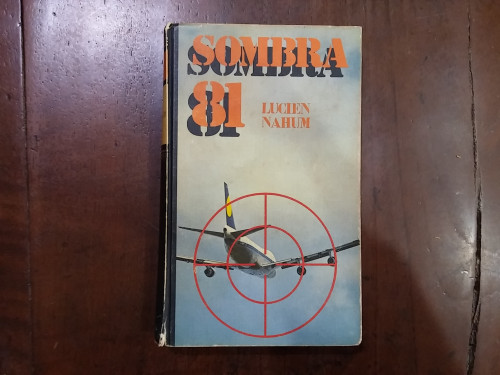 SOMBRA
81
LUCIEN
NAHUM